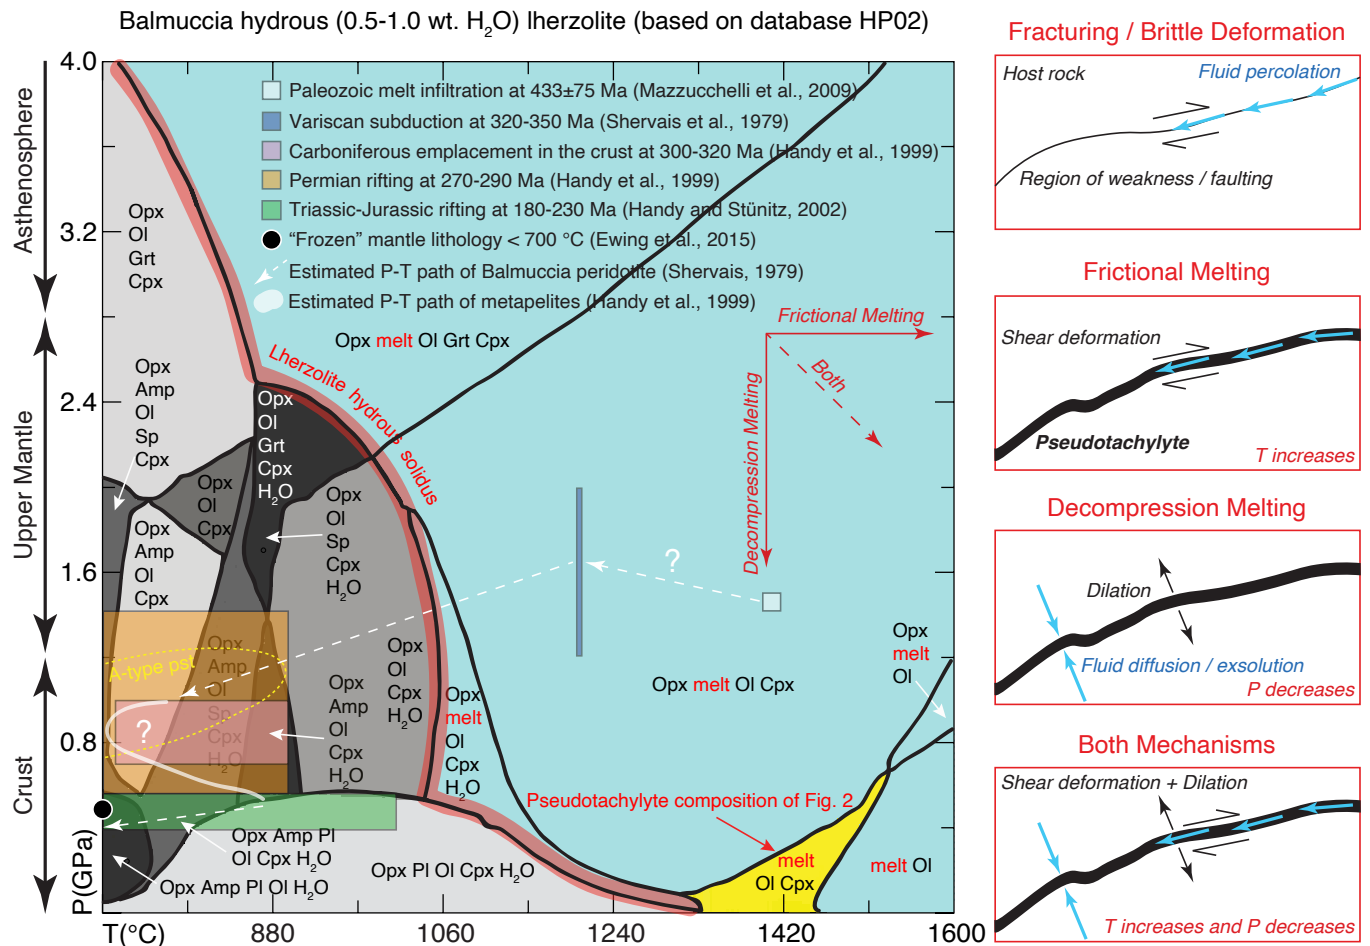 Balmuccia hydrous (0.5-1.0 wt. H₂O) lherzolite (based on database HP02)
4.0
3.2
2.4
1.6
0.8
P(GPa)
Asthenosphere
Upper Mantle
Crust
T(°C)
880
1060
1240
1420
1600
Paleozoic melt infiltration at 433±75 Ma (Mazzucchelli et al., 2009)
Variscan subduction at 320-350 Ma (Shervais et al., 1979)
Carboniferous emplacement in the crust at 300-320 Ma (Handy et al., 1999)
Permian rifting at 270-290 Ma (Handy et al., 1999)
Triassic-Jurassic rifting at 180-230 Ma (Handy and Stünitz, 2002)
“Frozen” mantle lithology < 700 °C (Ewing et al., 2015)
Estimated P-T path of Balmuccia peridotite (Shervais, 1979)
Estimated P-T path of metapelites (Handy et al., 1999)
Opx
Ol
Grt
Cpx
Opx melt Ol Grt Cpx
Lherzolite hydrous solidus
Frictional Melting
Both
Decompression Melting
Opx
Amp
Ol
Sp
Cpx
Opx
Ol
Grt
Cpx
H₂O
Opx
Ol
Cpx
Opx
Amp
Ol
Cpx
Opx
Ol
Sp
Cpx
H₂O
?
Opx
Amp
Ol
Sp
Cpx
H₂O
A-type pst
?
Opx
Amp
Ol
Cpx
H₂O
Opx
Ol
Cpx
H₂O
Opx
melt
Ol
Cpx
H₂O
Opx melt Ol Cpx
Opx
melt
Ol
Pseudotachylyte composition of Fig. 2
melt
Ol Cpx
melt Ol
Opx Amp Pl
Ol Cpx H₂O
Opx Amp Pl Ol H₂O
Opx Pl Ol Cpx H₂O
Fracturing / Brittle Deformation
Host rock
Fluid percolation
Region of weakness / faulting
Frictional Melting
Shear deformation
Pseudotachylyte
T increases
Decompression Melting
Dilation
Fluid diffusion / exsolution
P decreases
Both Mechanisms
Shear deformation + Dilation
T increases and P decreases